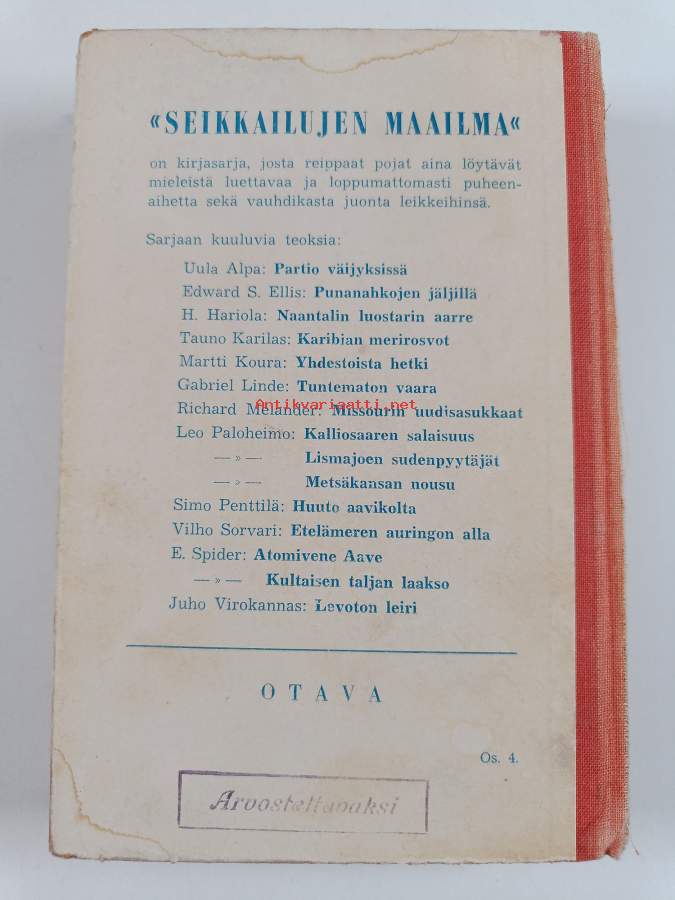 «SEIKKAILUJEN MAAILMA«
on kirjasarja, josta reippaat pojat aina löytävät
mieleistä luettavaa ja loppumattomasti puheen-
aihetta sekä vauhdikasta juonta leikkeihinsä.
Sarjaan kuuluvia teoksia:
Uula Alpa: Partio väijyksissä
Edward S. Ellis: Punanahkojen jäljillä
H. Hariola: Naantalin luostarin aarre
Tauno Karilas: Karibian merirosvot
Martti Koura: Yhdestoista hetki
Gabriel Linde: Tuntematon vaara
Antikvariaatti.net
Richard Melander: Missourin uudisasukkaat
Leo Paloheimo: Kalliosaaren salaisuus
— » — Lismajoen sudenpyytäjät
— » — Metsäkansan nousu
Simo Penttilä: Huuto aavikolta
Vilho Sorvari: Etelämeren auringon alla
E. Spider: Atomivene Aave
— » — Kultaisen taljan laakso
Juho Virokannas: Levoton leiri
OTAVA
Os. 4.
Arvosteltavaksi